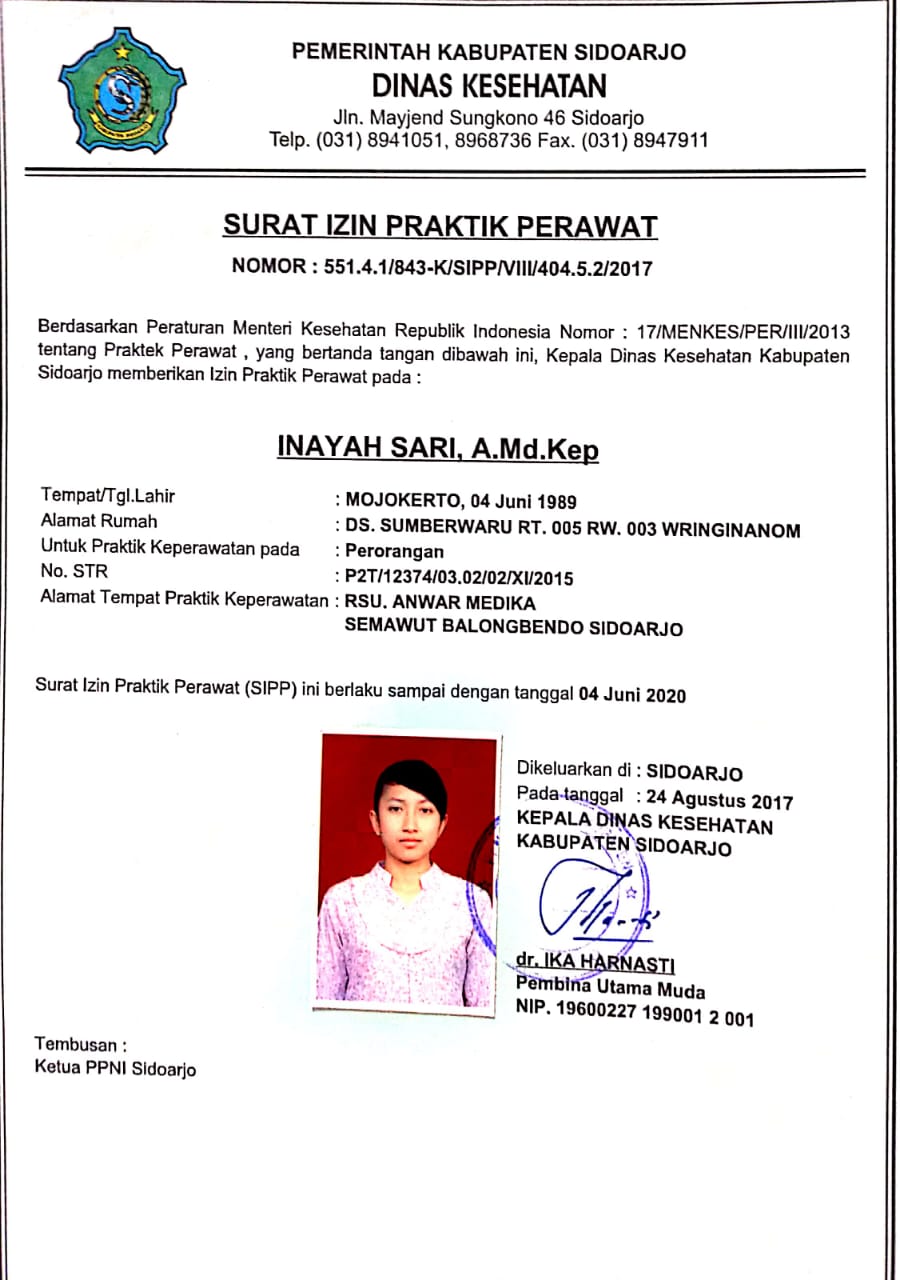 PEMERINTAH KABUPATEN SIDOARJO
DINAS KESEHATAN
Jln. Mayjend Sungkono 46 Sidoarjo
Telp. (031) 8941051, 8968736 Fax. (031) 8947911
SURAT IZIN PRAKTIK PERAWAT
NOMOR : 551.4.1/843-K/SIPP/VIII/404.5.2/2017
Berdasarkan Peraturan Menteri Kesehatan Republik Indonesia Nomor : 17/MENKES/PER/III/2013
tentang Praktek Perawat , yang bertanda tangan dibawah ini, Kepala Dinas Kesehatan Kabupaten
Sidoarjo memberikan Izin Praktik Perawat pada :
INAYAH SARI, A.Md.Kep
Tempat/Tgl.Lahir : MOJOKERTO, 04 Juni 1989
Alamat Rumah : DS. SUMBERWARU RT. 005 RW. 003 WRINGINANOM
Untuk Praktik Keperawatan pada : Perorangan
No. STR : P2T/12374/03.02/02/XI/2015
Alamat Tempat Praktik Keperawatan : RSU. ANWAR MEDIKA
SEMAWUT BALONGBENDO SIDOARJO
Surat Izin Praktik Perawat (SIPP) ini berlaku sampai dengan tanggal 04 Juni 2020
Dikeluarkan di : SIDOARJO
Pada tanggal : 24 Agustus 2017
KEPALA DINAS KESEHATAN
KABUPATEN SIDOARJO
dr. IKA HARNASTI
Pembina Utama Muda
NIP. 19600227 199001 2 001
Tembusan :
Ketua PPNI Sidoarjo